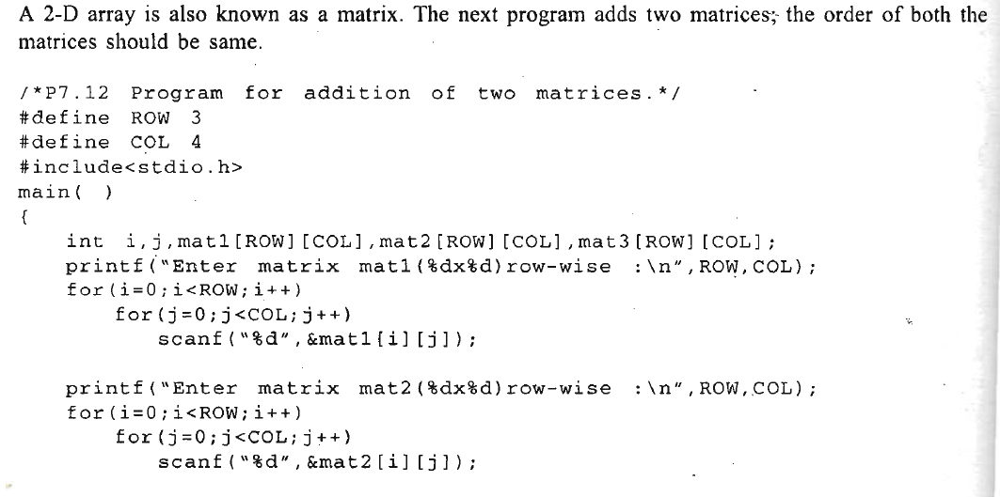 A 2-D array is also known as a matrix. The next program adds two matrices; the order of both the
matrices should be same.
/*P7.12 Program for addition of two matrices.*/
#define ROW 3
#define COL 4
#include<stdio.h>
main( )
{
int i,j,mat1[ROW][COL],mat2[ROW][COL],mat3[ROW][COL];
printf("Enter matrix mat1(%dx%d)row-wise :\n",ROW,COL);
for(i=0;i<ROW;i++)
for(j=0;j<COL;j++)
scanf("%d",&mat1[i][j]);
printf("Enter matrix mat2(%dx%d)row-wise :\n",ROW,COL);
for(i=0;i<ROW;i++)
for(j=0;j<COL;j++)
scanf("%d",&mat2[i][j]);